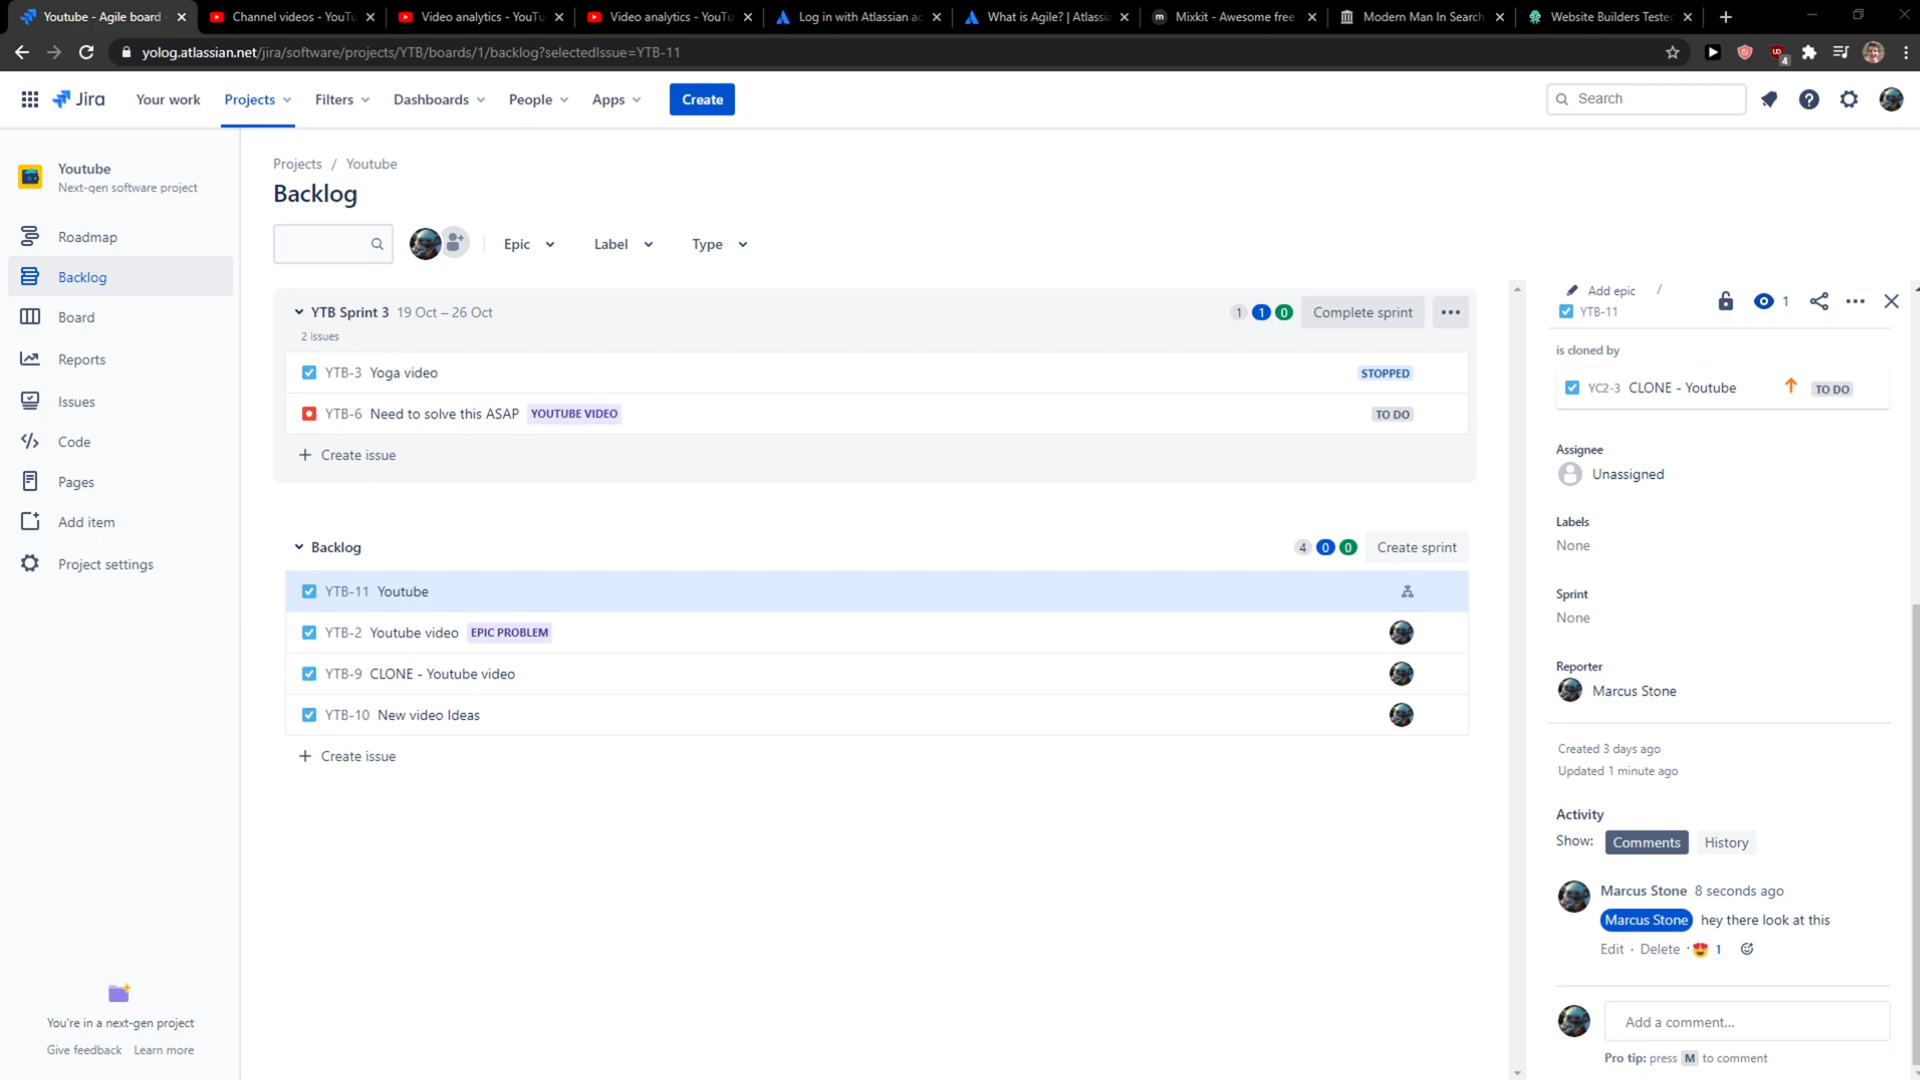 Youtube - Agile board
Channel videos - YouTu
Video analytics - YouTu
Video analytics - YouTu
Log in with Atlassian ac
What is Agile? | Atlassia
Mixkit - Awesome free
Modern Man In Search
Website Builders Tested
yolog.atlassian.net/jira/software/projects/YTB/boards/1/backlog?selectedIssue=YTB-11
4
Jira
Your work
Projects
Filters
Dashboards
People
Apps
Create
Search
Youtube
Next-gen software project
Roadmap
Backlog
Board
Reports
Issues
Code
Pages
Add item
Project settings
You're in a next-gen project
Give feedback Learn more
Projects / Youtube
Backlog
Epic Label Type
YTB Sprint 3 19 Oct – 26 Oct 1 1 0 Complete sprint
2 issues
YTB-3 Yoga video STOPPED
YTB-6 Need to solve this ASAP YOUTUBE VIDEO TO DO
+ Create issue
Backlog 4 0 0 Create sprint
YTB-11 Youtube
YTB-2 Youtube video EPIC PROBLEM
YTB-9 CLONE - Youtube video
YTB-10 New video Ideas
+ Create issue
Add epic /
YTB-11
1
is cloned by
YC2-3 CLONE - Youtube TO DO
Assignee
Unassigned
Labels
None
Sprint
None
Reporter
Marcus Stone
Created 3 days ago
Updated 1 minute ago
Activity
Show: Comments History
Marcus Stone 8 seconds ago
Marcus Stone hey there look at this
Edit · Delete · 😍 1
Add a comment...
Pro tip: press M to comment